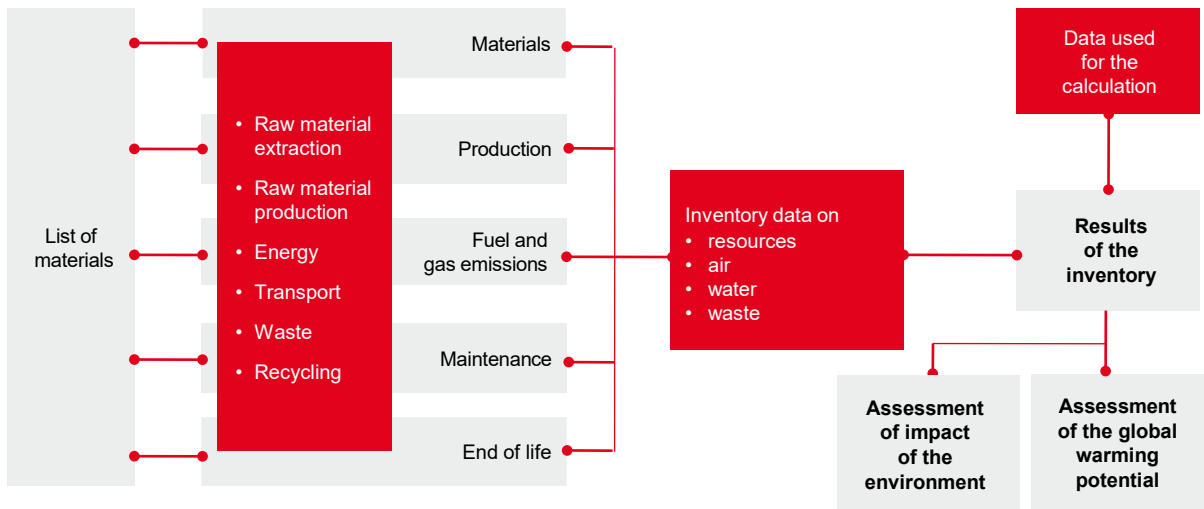 List of
materials
• Raw material
extraction
• Raw material
production
• Energy
• Transport
• Waste
• Recycling
Materials
Production
Fuel and
gas emissions
Maintenance
End of life
Inventory data on
• resources
• air
• water
• waste
Data used
for the
calculation
Results
of the
inventory
Assessment
of impact
of the
environment
Assessment
of the global
warming
potential